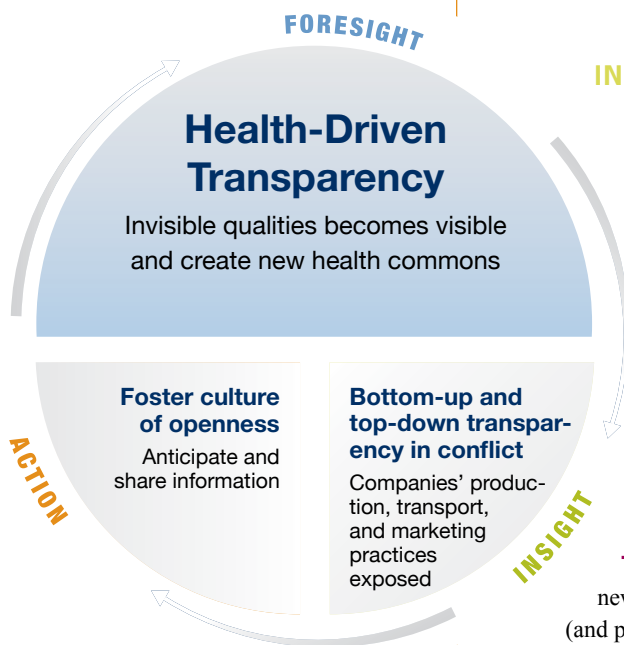 FORESIGHT
IN
Health-Driven
Transparency
Invisible qualities becomes visible
and create new health commons
Foster culture
of openness
Anticipate and
share information
Bottom-up and
top-down transpar-
ency in conflict
Companies’ produc-
tion, transport,
and marketing
practices
exposed
ACTION
INSIGHT
new
(and p